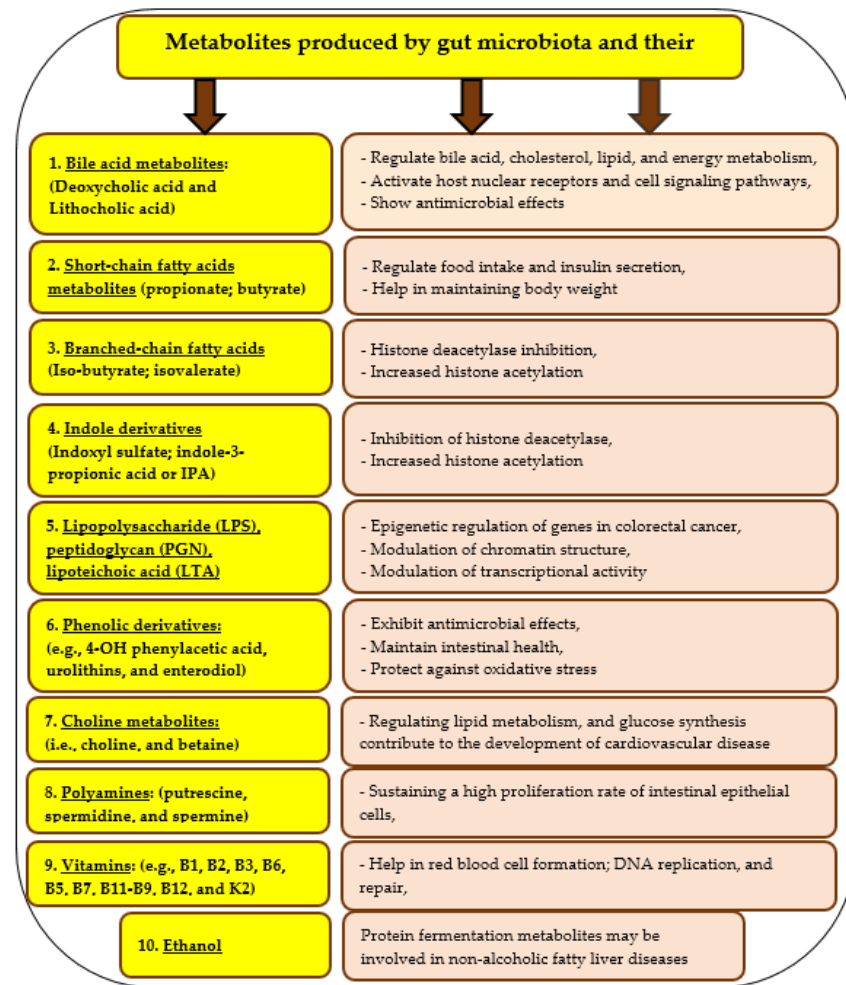 Metabolites produced by gut microbiota and their
1. Bile acid metabolites:
(Deoxycholic acid and
Lithocholic acid)
- Regulate bile acid, cholesterol, lipid, and energy metabolism,
- Activate host nuclear receptors and cell signaling pathways,
- Show antimicrobial effects
2. Short-chain fatty acids
metabolites (propionate; butyrate)
- Regulate food intake and insulin secretion,
- Help in maintaining body weight
3. Branched-chain fatty acids
(Iso-butyrate; isovalerate)
- Histone deacetylase inhibition,
- Increased histone acetylation
4. Indole derivatives
(Indoxyl sulfate; indole-3-
propionic acid or IPA)
- Inhibition of histone deacetylase,
- Increased histone acetylation
5. Lipopolysaccharide (LPS),
peptidoglycan (PGN),
lipoteichoic acid (LTA)
- Epigenetic regulation of genes in colorectal cancer,
- Modulation of chromatin structure,
- Modulation of transcriptional activity
6. Phenolic derivatives:
(e.g., 4-OH phenylacetic acid,
urolithins, and enterodiol)
- Exhibit antimicrobial effects,
- Maintain intestinal health,
- Protect against oxidative stress
7. Choline metabolites:
(i.e., choline, and betaine)
- Regulating lipid metabolism, and glucose synthesis
contribute to the development of cardiovascular disease
8. Polyamines: (putrescine,
spermidine, and spermine)
- Sustaining a high proliferation rate of intestinal epithelial
cells,
9. Vitamins: (e.g., B1, B2, B3, B6,
B5, B7, B11-B9, B12, and K2)
- Help in red blood cell formation; DNA replication, and
repair,
10. Ethanol
Protein fermentation metabolites may be
involved in non-alcoholic fatty liver diseases